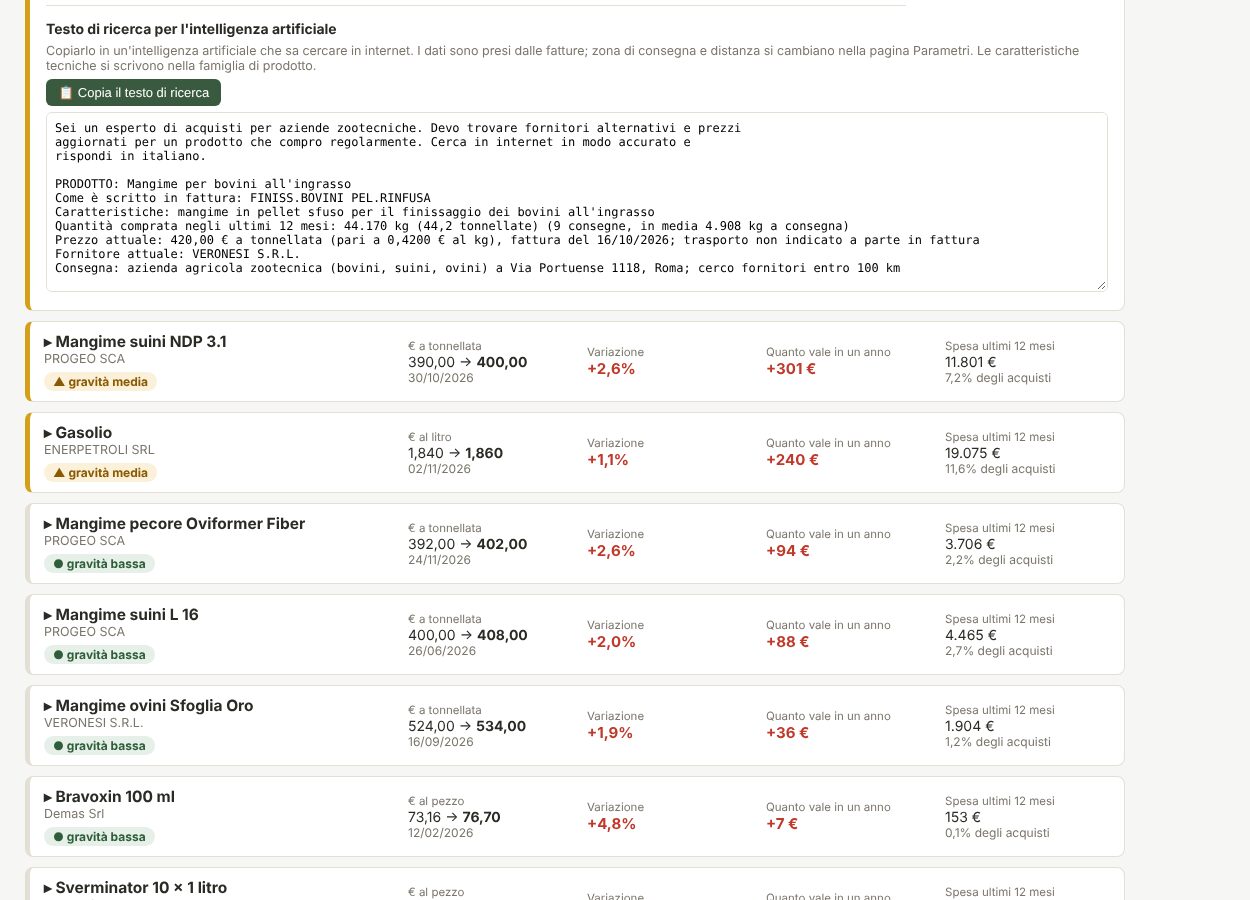 Testo di ricerca per l'intelligenza artificiale
Copiarlo in un'intelligenza artificiale che sa cercare in internet. I dati sono presi dalle fatture; zona di consegna e distanza si cambiano nella pagina Parametri. Le caratteristiche
tecniche si scrivono nella famiglia di prodotto.
📋 Copia il testo di ricerca
Sei un esperto di acquisti per aziende zootecniche. Devo trovare fornitori alternativi e prezzi
aggiornati per un prodotto che compro regolarmente. Cerca in internet in modo accurato e
rispondi in italiano.
PRODOTTO: Mangime per bovini all'ingrasso
Come è scritto in fattura: FINISS.BOVINI PEL.RINFUSA
Caratteristiche: mangime in pellet sfuso per il finissaggio dei bovini all'ingrasso
Quantità comprata negli ultimi 12 mesi: 44.170 kg (44,2 tonnellate) (9 consegne, in media 4.908 kg a consegna)
Prezzo attuale: 420,00 € a tonnellata (pari a 0,4200 € al kg), fattura del 16/10/2026; trasporto non indicato a parte in fattura
Fornitore attuale: VERONESI S.R.L.
Consegna: azienda agricola zootecnica (bovini, suini, ovini) a Via Portuense 1118, Roma; cerco fornitori entro 100 km
▸ Mangime suini NDP 3.1
PROGEO SCA
▲ gravità media
€ a tonnellata
390,00 → 400,00
30/10/2026
Variazione
+2,6%
Quanto vale in un anno
+301 €
Spesa ultimi 12 mesi
11.801 €
7,2% degli acquisti
▸ Gasolio
ENERPETROLI SRL
▲ gravità media
€ al litro
1,840 → 1,860
02/11/2026
Variazione
+1,1%
Quanto vale in un anno
+240 €
Spesa ultimi 12 mesi
19.075 €
11,6% degli acquisti
▸ Mangime pecore Oviformer Fiber
PROGEO SCA
● gravità bassa
€ a tonnellata
392,00 → 402,00
24/11/2026
Variazione
+2,6%
Quanto vale in un anno
+94 €
Spesa ultimi 12 mesi
3.706 €
2,2% degli acquisti
▸ Mangime suini L 16
PROGEO SCA
● gravità bassa
€ a tonnellata
400,00 → 408,00
26/06/2026
Variazione
+2,0%
Quanto vale in un anno
+88 €
Spesa ultimi 12 mesi
4.465 €
2,7% degli acquisti
▸ Mangime ovini Sfoglia Oro
VERONESI S.R.L.
● gravità bassa
€ a tonnellata
524,00 → 534,00
16/09/2026
Variazione
+1,9%
Quanto vale in un anno
+36 €
Spesa ultimi 12 mesi
1.904 €
1,2% degli acquisti
▸ Bravoxin 100 ml
Demas Srl
● gravità bassa
€ al pezzo
73,16 → 76,70
12/02/2026
Variazione
+4,8%
Quanto vale in un anno
+7 €
Spesa ultimi 12 mesi
153 €
0,1% degli acquisti
▸ Sverminator 10 × 1 litro
€ al pezzo
Variazione
Quanto vale in un anno
Spesa ultimi 12 mesi